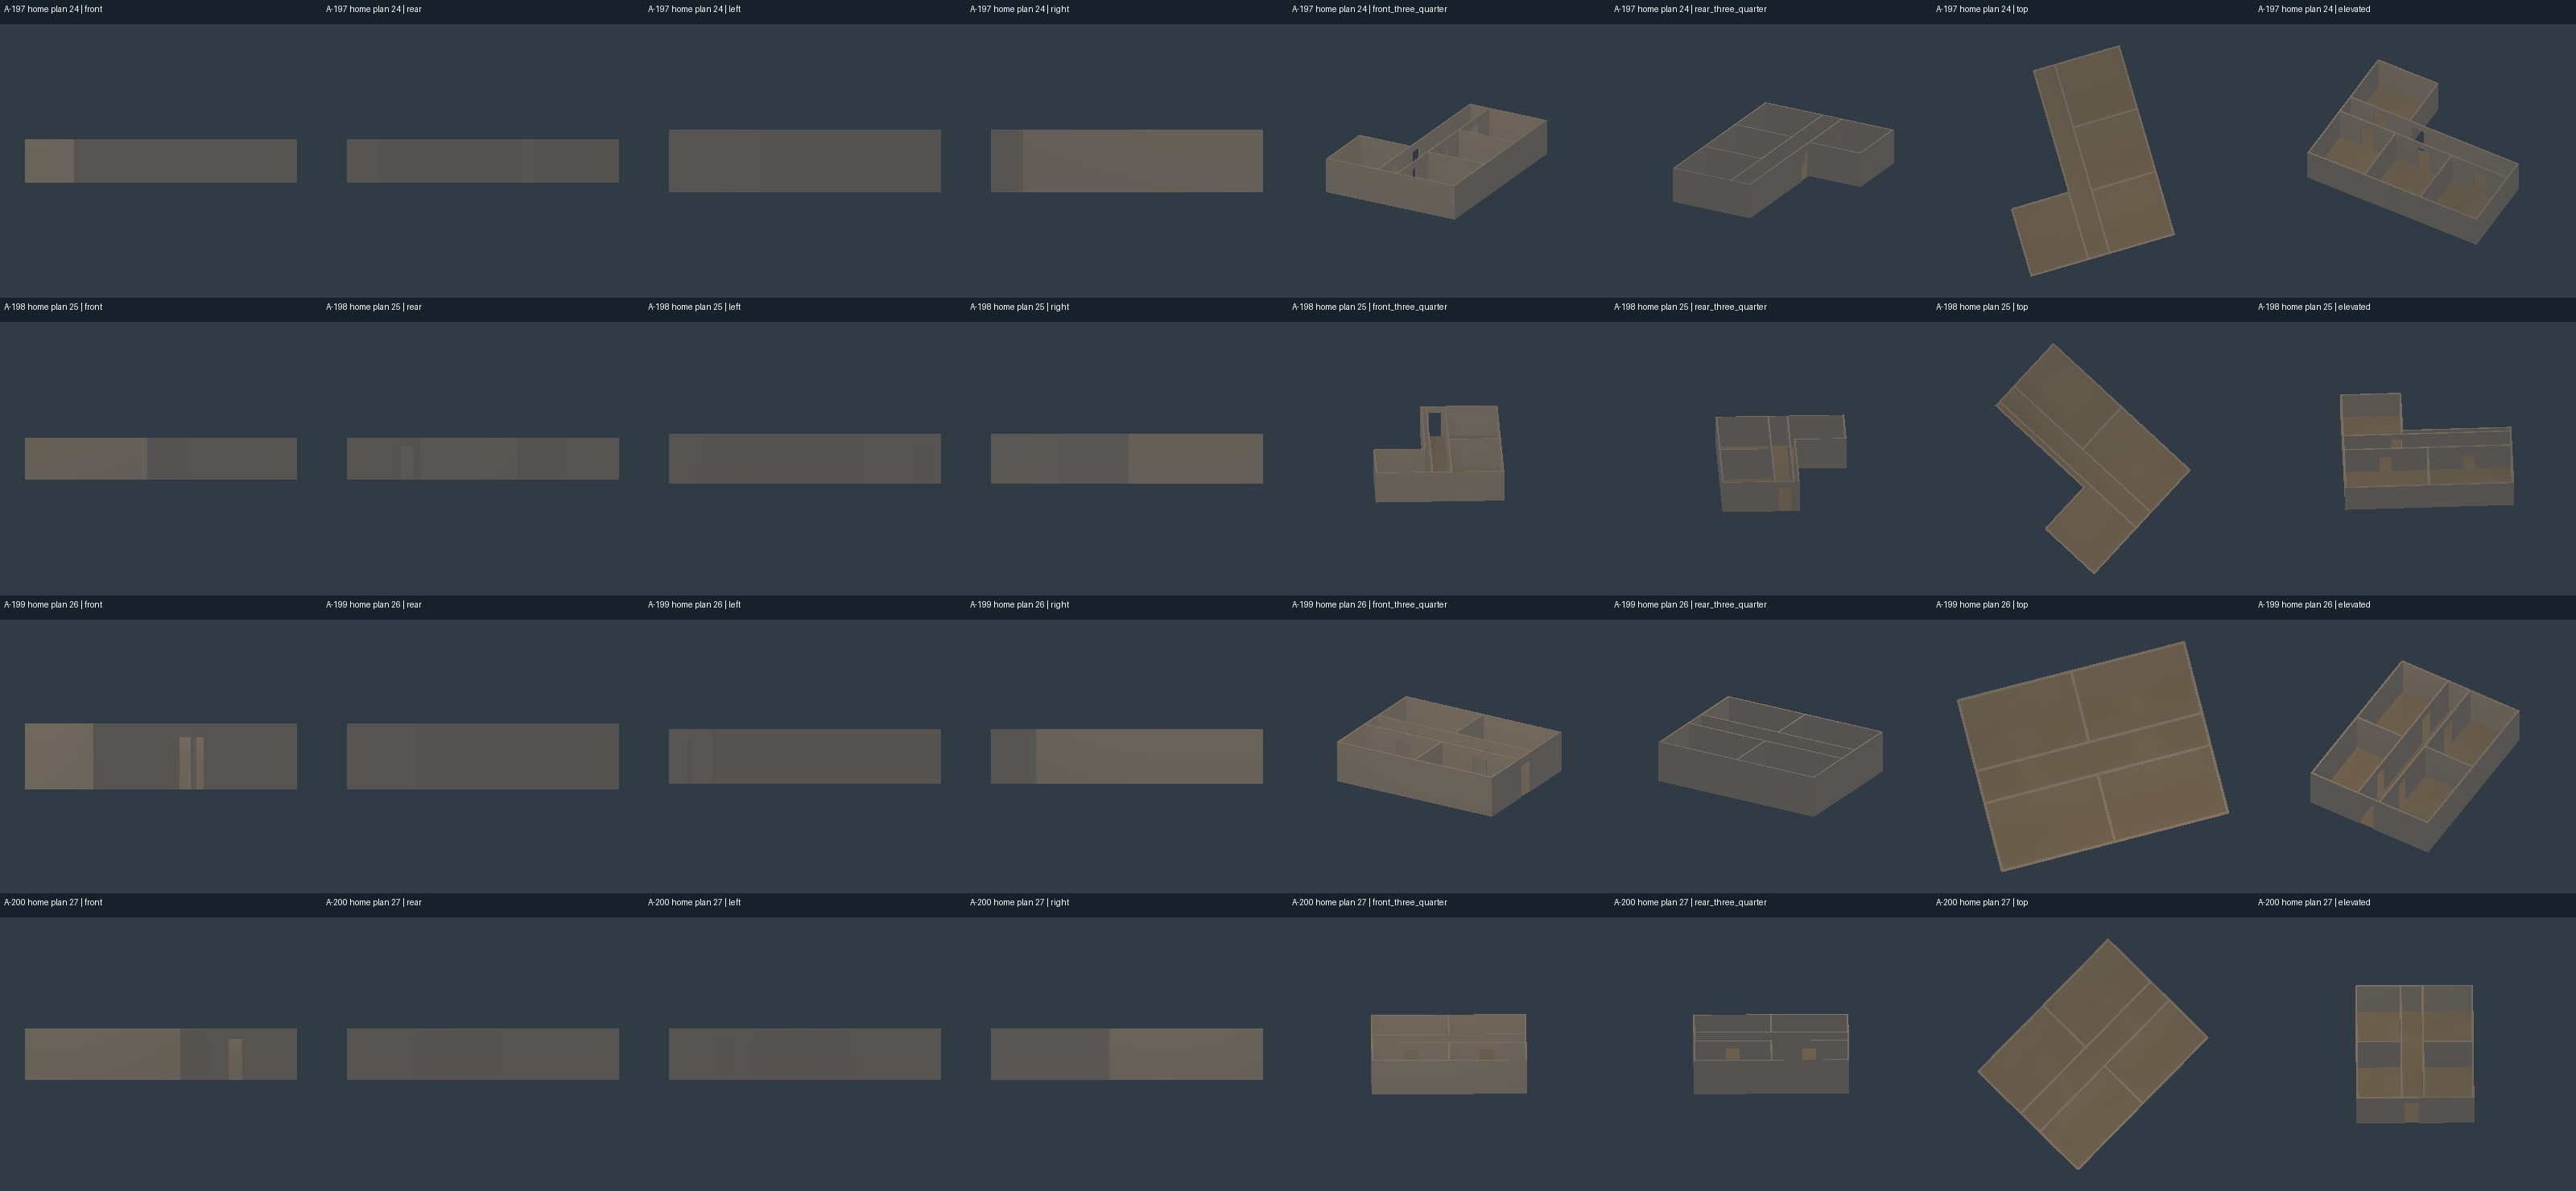 A-197 home plan 24 | front
A-197 home plan 24 | rear
A-197 home plan 24 | left
A-197 home plan 24 | right
A-197 home plan 24 | front_three_quarter
A-197 home plan 24 | rear_three_quarter
A-197 home plan 24 | top
A-197 home plan 24 | elevated
A-198 home plan 25 | front
A-198 home plan 25 | rear
A-198 home plan 25 | left
A-198 home plan 25 | right
A-198 home plan 25 | front_three_quarter
A-198 home plan 25 | rear_three_quarter
A-198 home plan 25 | top
A-198 home plan 25 | elevated
A-199 home plan 26 | front
A-199 home plan 26 | rear
A-199 home plan 26 | left
A-199 home plan 26 | right
A-199 home plan 26 | front_three_quarter
A-199 home plan 26 | rear_three_quarter
A-199 home plan 26 | top
A-199 home plan 26 | elevated
A-200 home plan 27 | front
A-200 home plan 27 | rear
A-200 home plan 27 | left
A-200 home plan 27 | right
A-200 home plan 27 | front_three_quarter
A-200 home plan 27 | rear_three_quarter
A-200 home plan 27 | top
A-200 home plan 27 | elevated